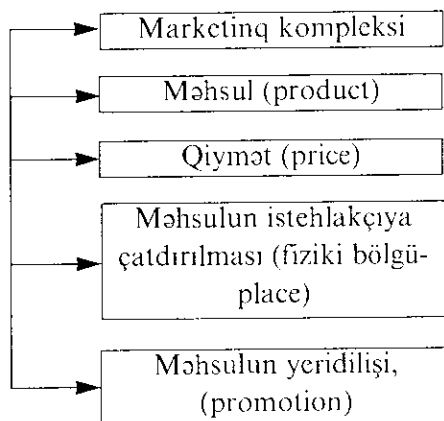 Marketinq kompleksi
Məhsul (product)
Qiymət (price)
Məhsulun istehlakçıya
çatdırılması (fiziki bölgü-
place)
Məhsulun yeridilişi,
(promotion)